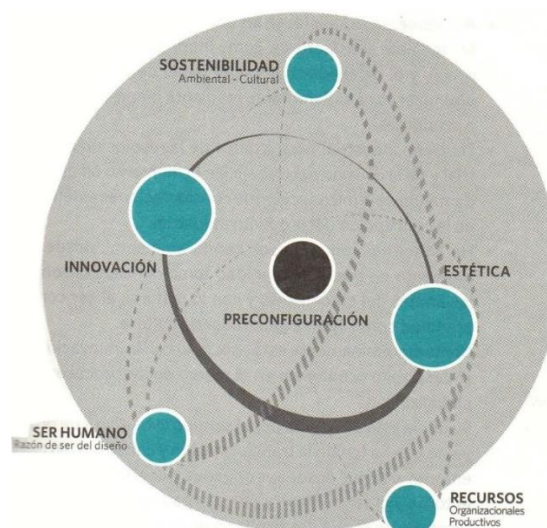 SOSTENIBILIDAD
Ambiental - Cultural
INNOVACIÓN
ESTÉTICA
PRECONFIGURACIÓN
SER HUMANO
Razón de ser del diseño
RECURSOS
Organizacionales
Productivos